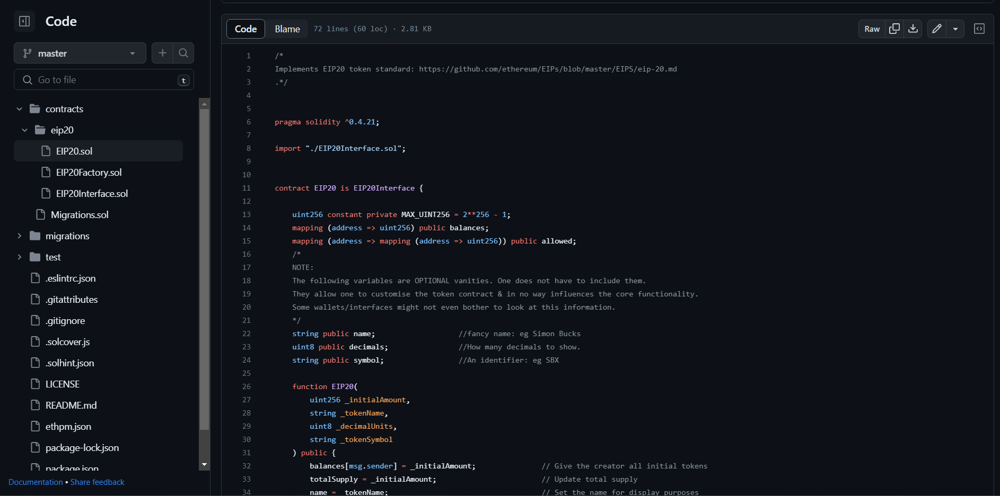 Code
master
Go to file
t
contracts
eip20
EIP20.sol
EIP20Factory.sol
EIP20Interface.sol
Migrations.sol
migrations
test
.eslintrc.json
.gitattributes
.gitignore
.solcover.js
.solhint.json
LICENSE
README.md
ethpm.json
package-lock.json
package.json
Documentation • Share feedback
Code Blame 72 lines (60 loc) · 2.81 KB Raw
1 /*
2 Implements EIP20 token standard: https://github.com/ethereum/EIPs/blob/master/EIPS/eip-20.md
3 .*/
4
5
6 pragma solidity ^0.4.21;
7
8 import "./EIP20Interface.sol";
9
10
11 contract EIP20 is EIP20Interface {
12
13     uint256 constant private MAX_UINT256 = 2**256 - 1;
14     mapping (address => uint256) public balances;
15     mapping (address => mapping (address => uint256)) public allowed;
16     /*
17     NOTE:
18     The following variables are OPTIONAL vanities. One does not have to include them.
19     They allow one to customise the token contract & in no way influences the core functionality.
20     Some wallets/interfaces might not even bother to look at this information.
21     */
22     string public name;                   //fancy name: eg Simon Bucks
23     uint8 public decimals;                //How many decimals to show.
24     string public symbol;                 //An identifier: eg SBX
25
26     function EIP20(
27         uint256 _initialAmount,
28         string _tokenName,
29         uint8 _decimalUnits,
30         string _tokenSymbol
31     ) public {
32         balances[msg.sender] = _initialAmount;               // Give the creator all initial tokens
33         totalSupply = _initialAmount;                        // Update total supply
34         name = _tokenName;                                   // Set the name for display purposes